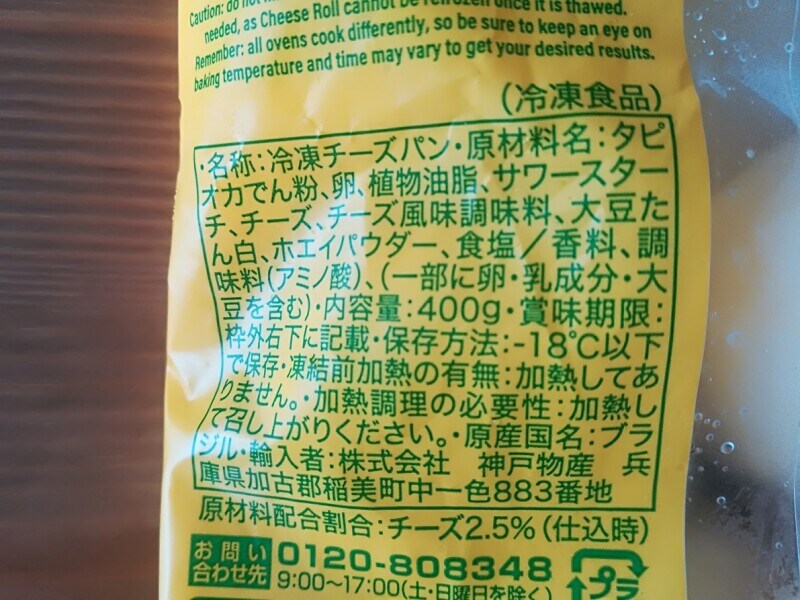 Caution: do not
as Cheese Roll cannot be refrozen once it is thawed.
needed, as Cheese Roll cannot be refrozen once it is thawed.
Remember: all ovens cook differently, so be sure to keep an eye on
baking temperature and time may vary to get your desired results.
(冷凍食品)
・名称:冷凍チーズパン・原材料名:タピ
オカでん粉、卵、植物油脂、サワースター
チ、チーズ、チーズ風味調味料、大豆た
ん白、ホエイパウダー、食塩/香料、調
味料(アミノ酸)、(一部に卵・乳成分・大
豆を含む)・内容量:400g・賞味期限:
枠外右下に記載・保存方法:-18℃以下
で保存・凍結前加熱の有無:加熱してあ
りません。・加熱調理の必要性:加熱し
て召し上がりください。・原産国名:ブラ
ジル・輸入者:株式会社 神戸物産 兵
庫県加古郡稲美町中一色883番地
原材料配合割合:チーズ2.5%(仕込時)
お問い
合わせ先
0120-808348
9:00~17:00(土・日曜日を除く)
プラ